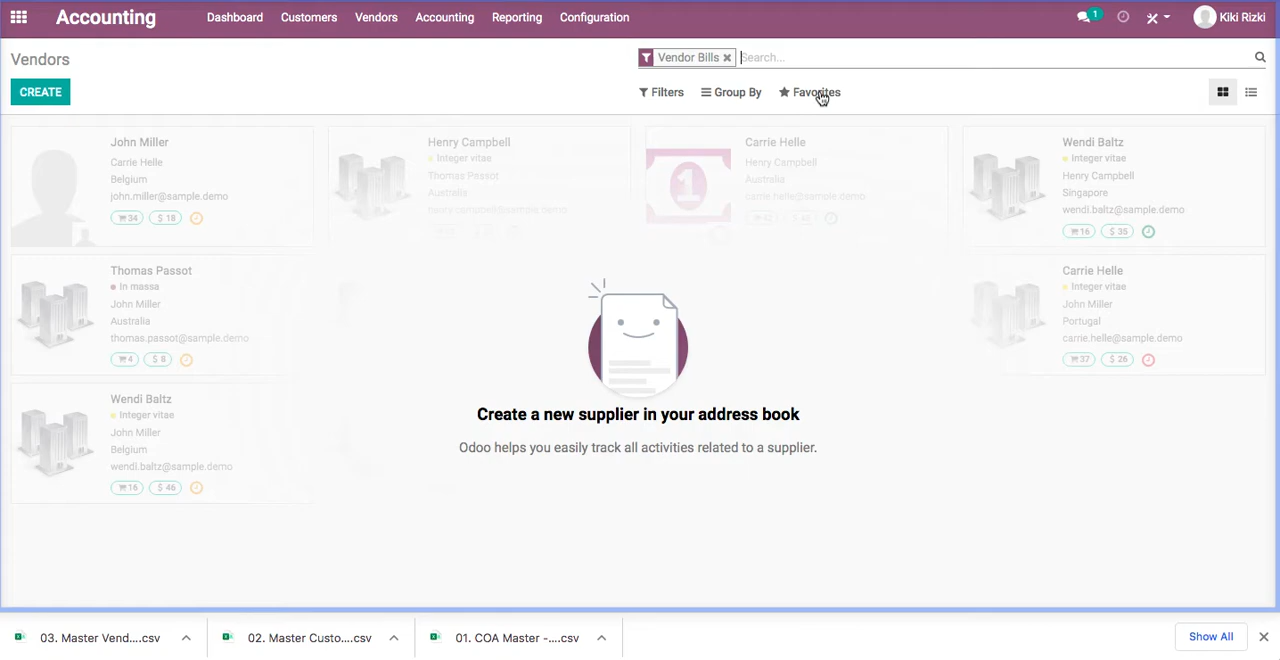 Accounting
Dashboard
Customers
Vendors
Accounting
Reporting
Configuration
1
Kiki Rizki
Vendors
Vendor Bills
Search...
CREATE
Filters
Group By
Favorites
John Miller
Carrie Helle
Belgium
john.miller@sample.demo
34
$ 18
Henry Campbell
Integer vitae
Thomas Passot
Australia
henry.campbell@sample.demo
1
Carrie Helle
Henry Campbell
Australia
carrie.helle@sample.demo
Wendi Baltz
Integer vitae
Henry Campbell
Singapore
wendi.baltz@sample.demo
16
$ 35
Thomas Passot
In massa
John Miller
Australia
thomas.passot@sample.demo
4
$ 8
Carrie Helle
Integer vitae
John Miller
Portugal
carrie.helle@sample.demo
37
$ 26
Wendi Baltz
Integer vitae
John Miller
Belgium
wendi.baltz@sample.demo
16
$ 46
Create a new supplier in your address book
Odoo helps you easily track all activities related to a supplier.
03. Master Vend....csv
02. Master Custo....csv
01. COA Master -....csv
Show All